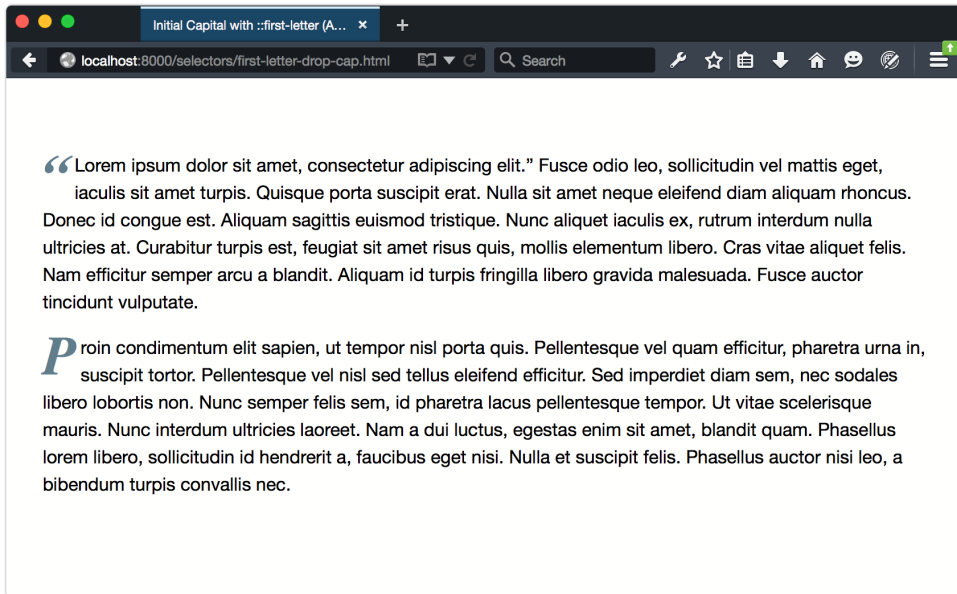 Initial Capital with ::first-letter (A...
localhost:8000/selectors/first-letter-drop-cap.html
Search
“Lorem ipsum dolor sit amet, consectetur adipiscing elit.” Fusce odio leo, sollicitudin vel mattis eget,
iaculis sit amet turpis. Quisque porta suscipit erat. Nulla sit amet neque eleifend diam aliquam rhoncus.
Donec id congue est. Aliquam sagittis euismod tristique. Nunc aliquet iaculis ex, rutrum interdum nulla
ultricies at. Curabitur turpis est, feugiat sit amet risus quis, mollis elementum libero. Cras vitae aliquet felis.
Nam efficitur semper arcu a blandit. Aliquam id turpis fringilla libero gravida malesuada. Fusce auctor
tincidunt vulputate.
Proin condimentum elit sapien, ut tempor nisl porta quis. Pellentesque vel quam efficitur, pharetra urna in,
suscipit tortor. Pellentesque vel nisl sed tellus eleifend efficitur. Sed imperdiet diam sem, nec sodales
libero lobortis non. Nunc semper felis sem, id pharetra lacus pellentesque tempor. Ut vitae scelerisque
mauris. Nunc interdum ultricies laoreet. Nam a dui luctus, egestas enim sit amet, blandit quam. Phasellus
lorem libero, sollicitudin id hendrerit a, faucibus eget nisi. Nulla et suscipit felis. Phasellus auctor nisi leo, a
bibendum turpis convallis nec.